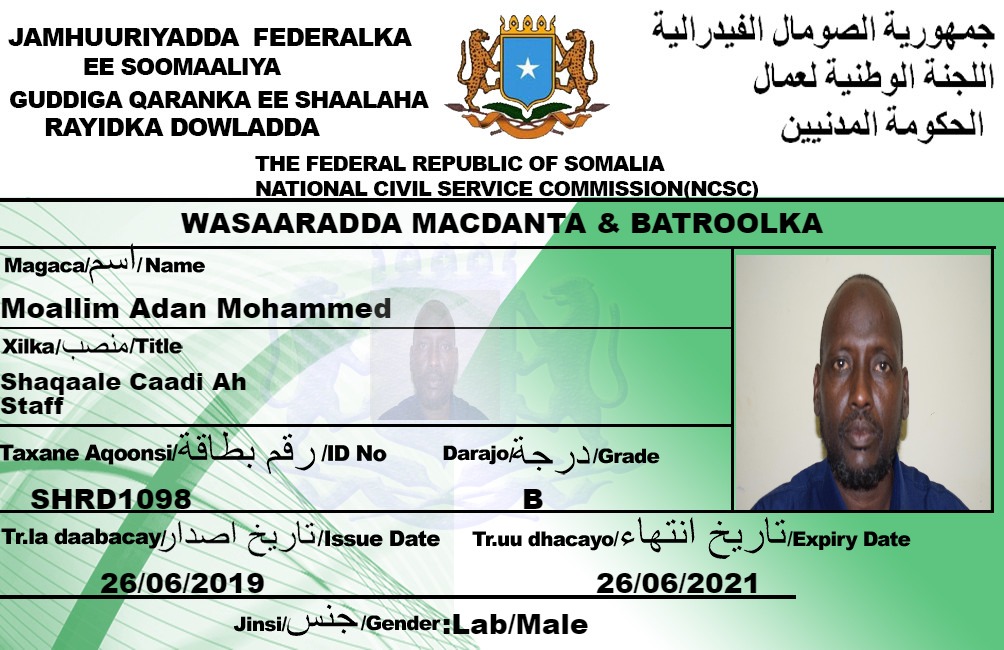 JAMHUURIYADDA FEDERALKA
EE SOOMAALIYA
GUDDIGA QARANKA EE SHAALAHA
RAYIDKA DOWLADDA
جمهورية الصومال الفيدرالية
اللجنة الوطنية لعمال
الحكومة المدنيين
THE FEDERAL REPUBLIC OF SOMALIA
NATIONAL CIVIL SERVICE COMMISSION(NCSC)
WASAARADDA MACDANTA & BATROOLKA
Magaca/اسم/Name
Moallim Adan Mohammed
Xilka/منصب/Title
Shaqaale Caadi Ah
Staff
Taxane Aqoonsi/رقم بطاقة/ID No
Darajo/درجة/Grade
SHRD1098
B
Tr.la daabacay/تاريخ اصدار/Issue Date
Tr.uu dhacayo/تاريخ انتهاء/Expiry Date
26/06/2019
26/06/2021
Jinsi/جنس/Gender:Lab/Male